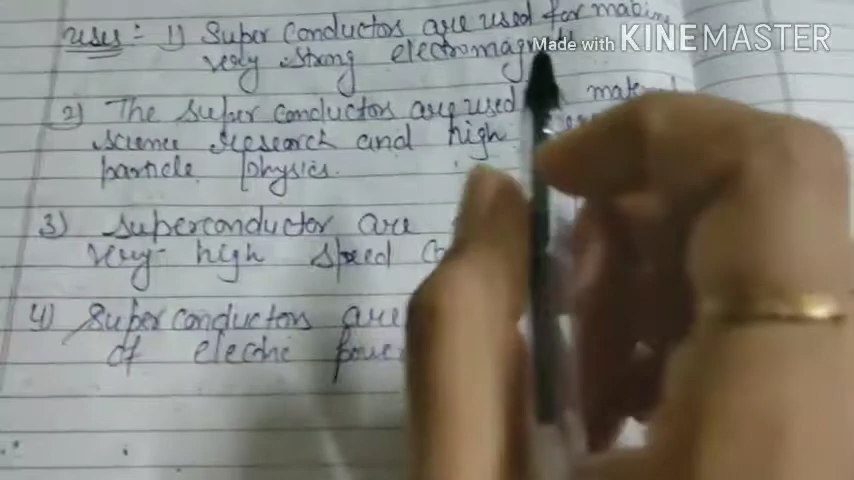 uses:- 1) Super conductors are used for making
very strong electromagnets
Made with KINEMASTER
2) The super conductors are used mat
science research and high
particle physics.
3) Superconductor are
very high speed
4) Super conductors are
of electric power